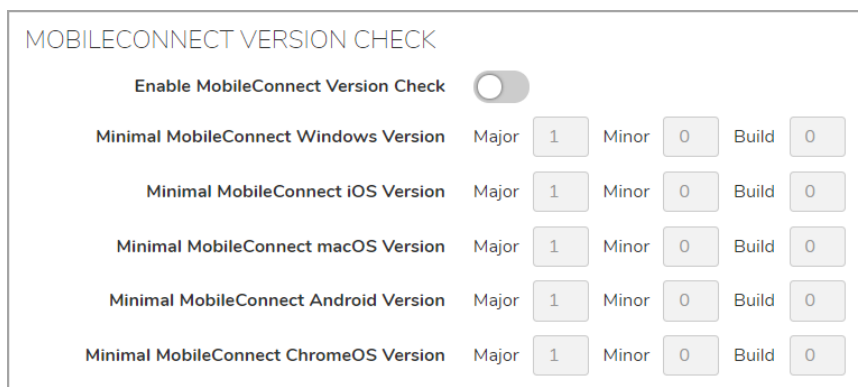 MOBILECONNECT VERSION CHECK
Enable MobileConnect Version Check
Minimal MobileConnect Windows Version Major 1 Minor 0 Build 0
Minimal MobileConnect iOS Version Major 1 Minor 0 Build 0
Minimal MobileConnect macOS Version Major 1 Minor 0 Build 0
Minimal MobileConnect Android Version Major 1 Minor 0 Build 0
Minimal MobileConnect ChromeOS Version Major 1 Minor 0 Build 0